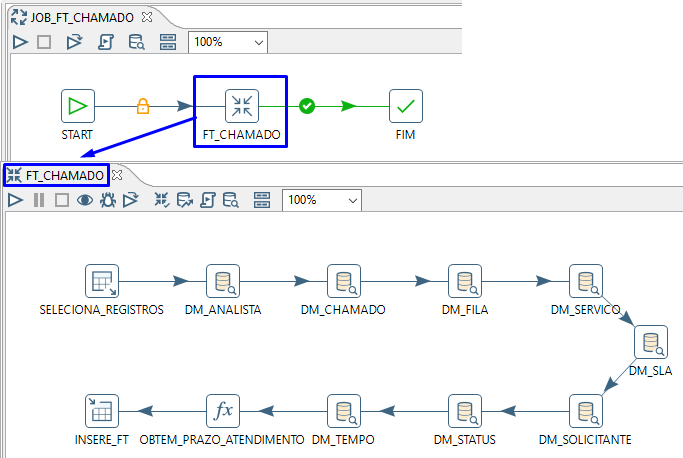 JOB_FT_CHAMADO
100%
START
FT_CHAMADO
FIM
FT_CHAMADO
100%
SELECIONA_REGISTROS
DM_ANALISTA
DM_CHAMADO
DM_FILA
DM_SERVICO
DM_SLA
INSERE_FT
OBTEM_PRAZO_ATENDIMENTO
DM_TEMPO
DM_STATUS
DM_SOLICITANTE